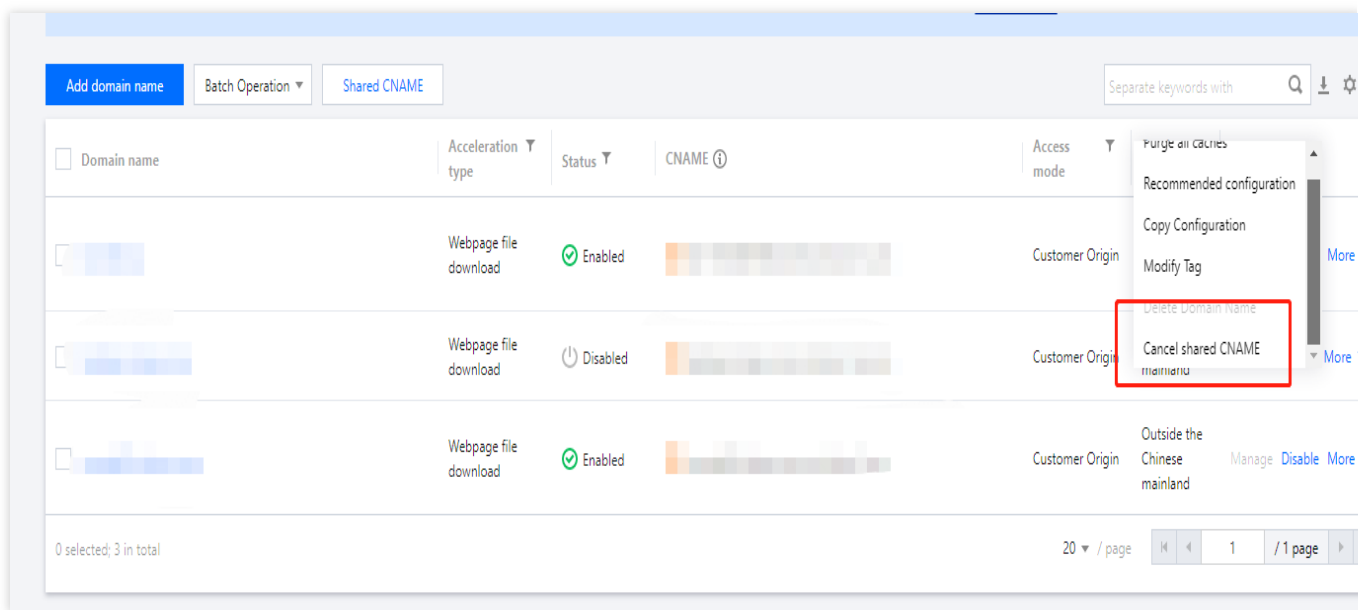 Add domain name
Batch Operation
Shared CNAME
Separate keywords with
Domain name
Acceleration
type
Status
CNAME
Access
mode
Purge all caches
Recommended configuration
Copy Configuration
Modify Tag
Delete Domain Name
Cancel shared CNAME
Webpage file
download
Enabled
Customer Origin
More
Webpage file
download
Disabled
Customer Origin
mainland
More
Webpage file
download
Enabled
Customer Origin
Outside the
Chinese
mainland
Manage Disable More
0 selected; 3 in total
20 / page
1
/ 1 page